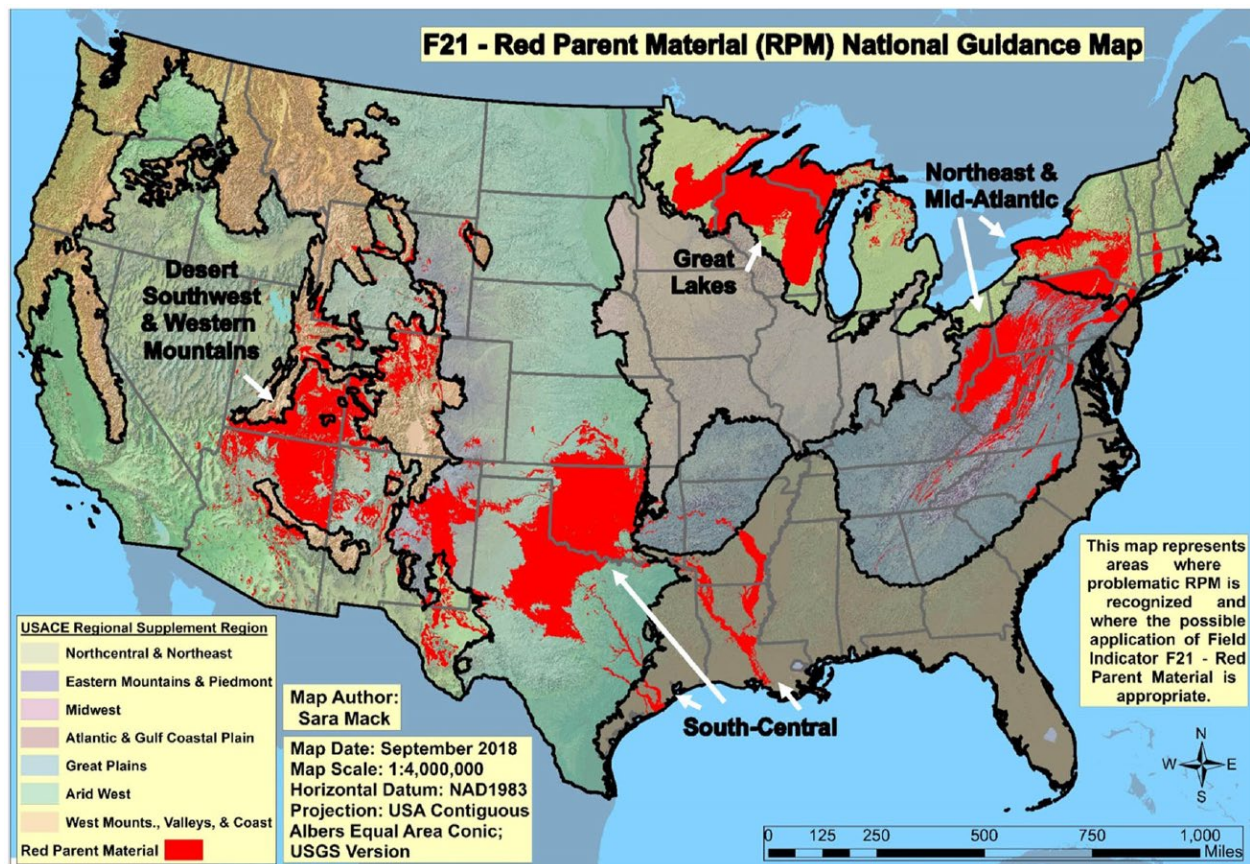 F21 - Red Parent Material (RPM) National Guidance Map
Northeast &
Mid-Atlantic
Great
Lakes
Desert
Southwest
& Western
Mountains
South-Central
This map represents
areas where
problematic RPM is
recognized and
where the possible
application of Field
Indicator F21 - Red
Parent Material is
appropriate.
USACE Regional Supplement Region
Northcentral & Northeast
Eastern Mountains & Piedmont
Midwest
Atlantic & Gulf Coastal Plain
Great Plains
Arid West
West Mounts., Valleys, & Coast
Red Parent Material
Map Author:
Sara Mack
Map Date: September 2018
Map Scale: 1:4,000,000
Horizontal Datum: NAD1983
Projection: USA Contiguous
Albers Equal Area Conic;
USGS Version
N
W E
S
0 125 250 500 750 1,000
Miles